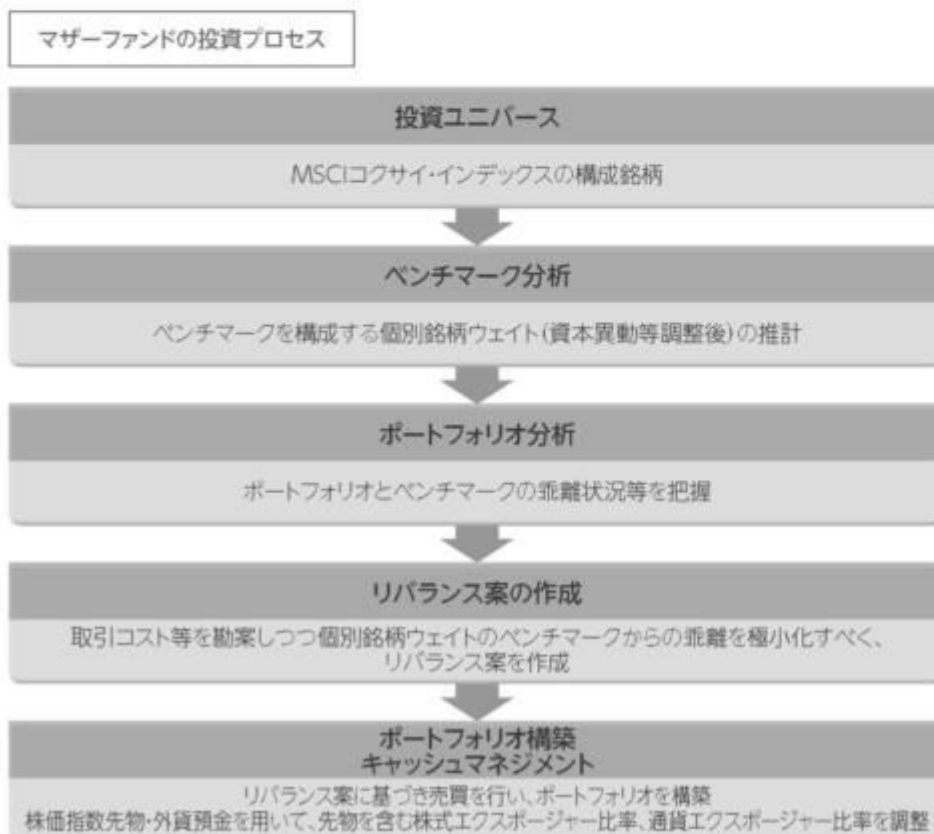 マザーファンドの投資プロセス
投資ユニバース
MSCIコクサイ・インデックスの構成銘柄
ベンチマーク分析
ベンチマークを構成する個別銘柄ウェイト(資本異動等調整後)の推計
ポートフォリオ分析
ポートフォリオとベンチマークの乖離状況等を把握
リバランス案の作成
取引コスト等を勘案しつつ個別銘柄ウェイトのベンチマークからの乖離を極小化すべく、
リバランス案を作成
ポートフォリオ構築
キャッシュマネジメント
リバランス案に基づき売買を行い、ポートフォリオを構築
株価指数先物・外貨預金を用いて、先物を含む株式エクスポージャー比率、通貨エクスポージャー比率を調整